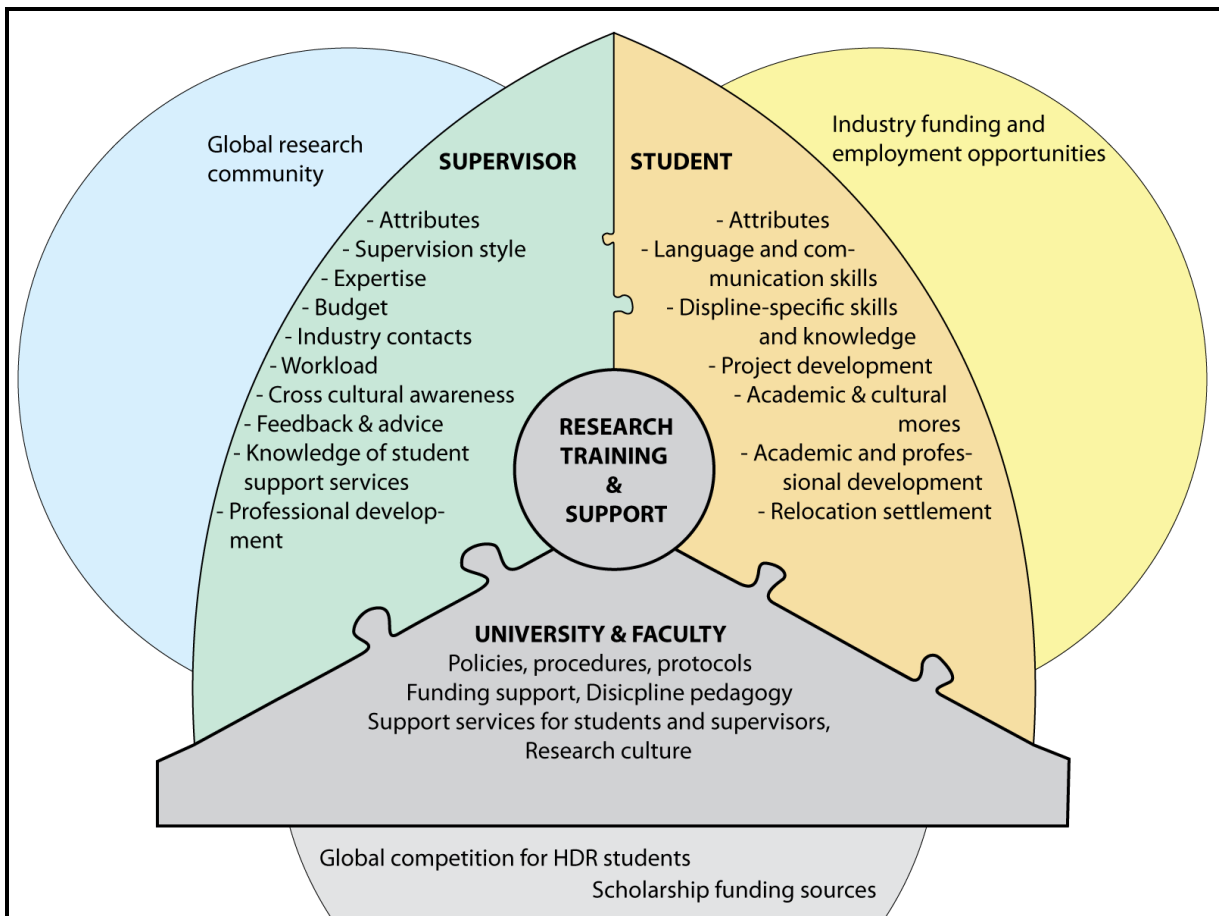 Global research
community
SUPERVISOR
- Attributes
- Supervision style
- Expertise
- Budget
- Industry contacts
- Workload
- Cross cultural awareness
- Feedback & advice
- Knowledge of student
support services
- Professional develop-
ment
STUDENT
- Attributes
- Language and com-
munication skills
- Displine-specific skills
and knowledge
- Project development
- Academic & cultural
mores
- Academic and profes-
sional development
- Relocation settlement
Industry funding and
employment opportunities
RESEARCH
TRAINING
&
SUPPORT
UNIVERSITY & FACULTY
Policies, procedures, protocols
Funding support, Disicpline pedagogy
Support services for students and supervisors,
Research culture
Global competition for HDR students
Scholarship funding sources